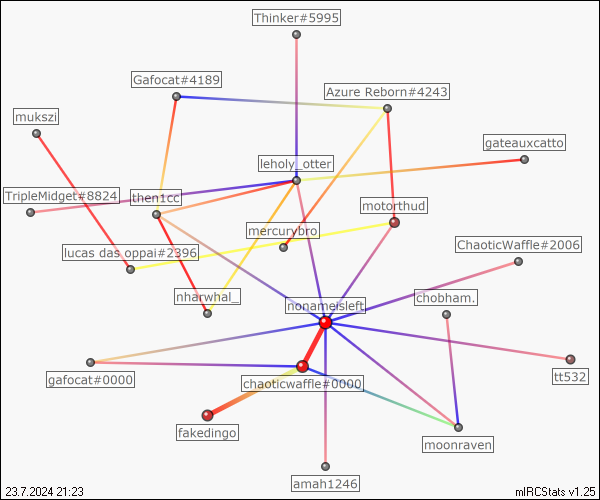 Thinker#5995
Gafocat#4189
Azure Reborn#4243
mukszi
gateauxcatto
leholy_otter
TripleMidget#8824
then1cc
motorthud
mercurybro
ChaoticWaffle#2006
lucas das oppai#2396
nharwhal_
nonameisleft
chobham.
gafocat#0000
chaoticwaffle#0000
tt532
fakedingo
moonraven
amah1246
23.7.2024 21:23
mIRCStats v1.25